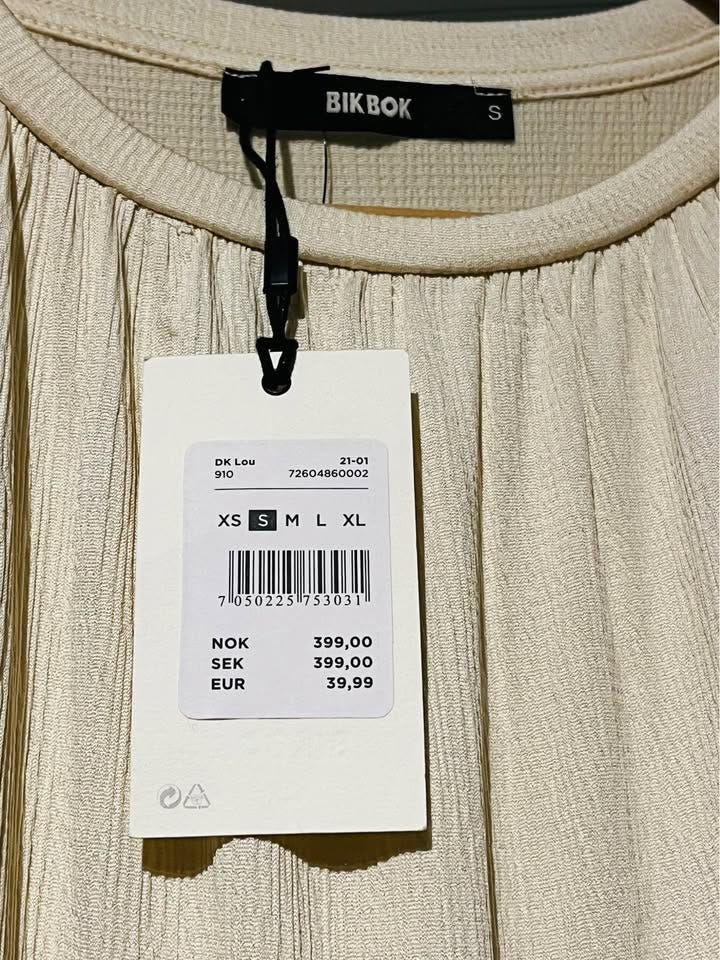 BIKBOK
S
DK Lou 21-01
910 72604860002
XS S M L XL
7 050225 753031
NOK 399,00
SEK 399,00
EUR 39,99